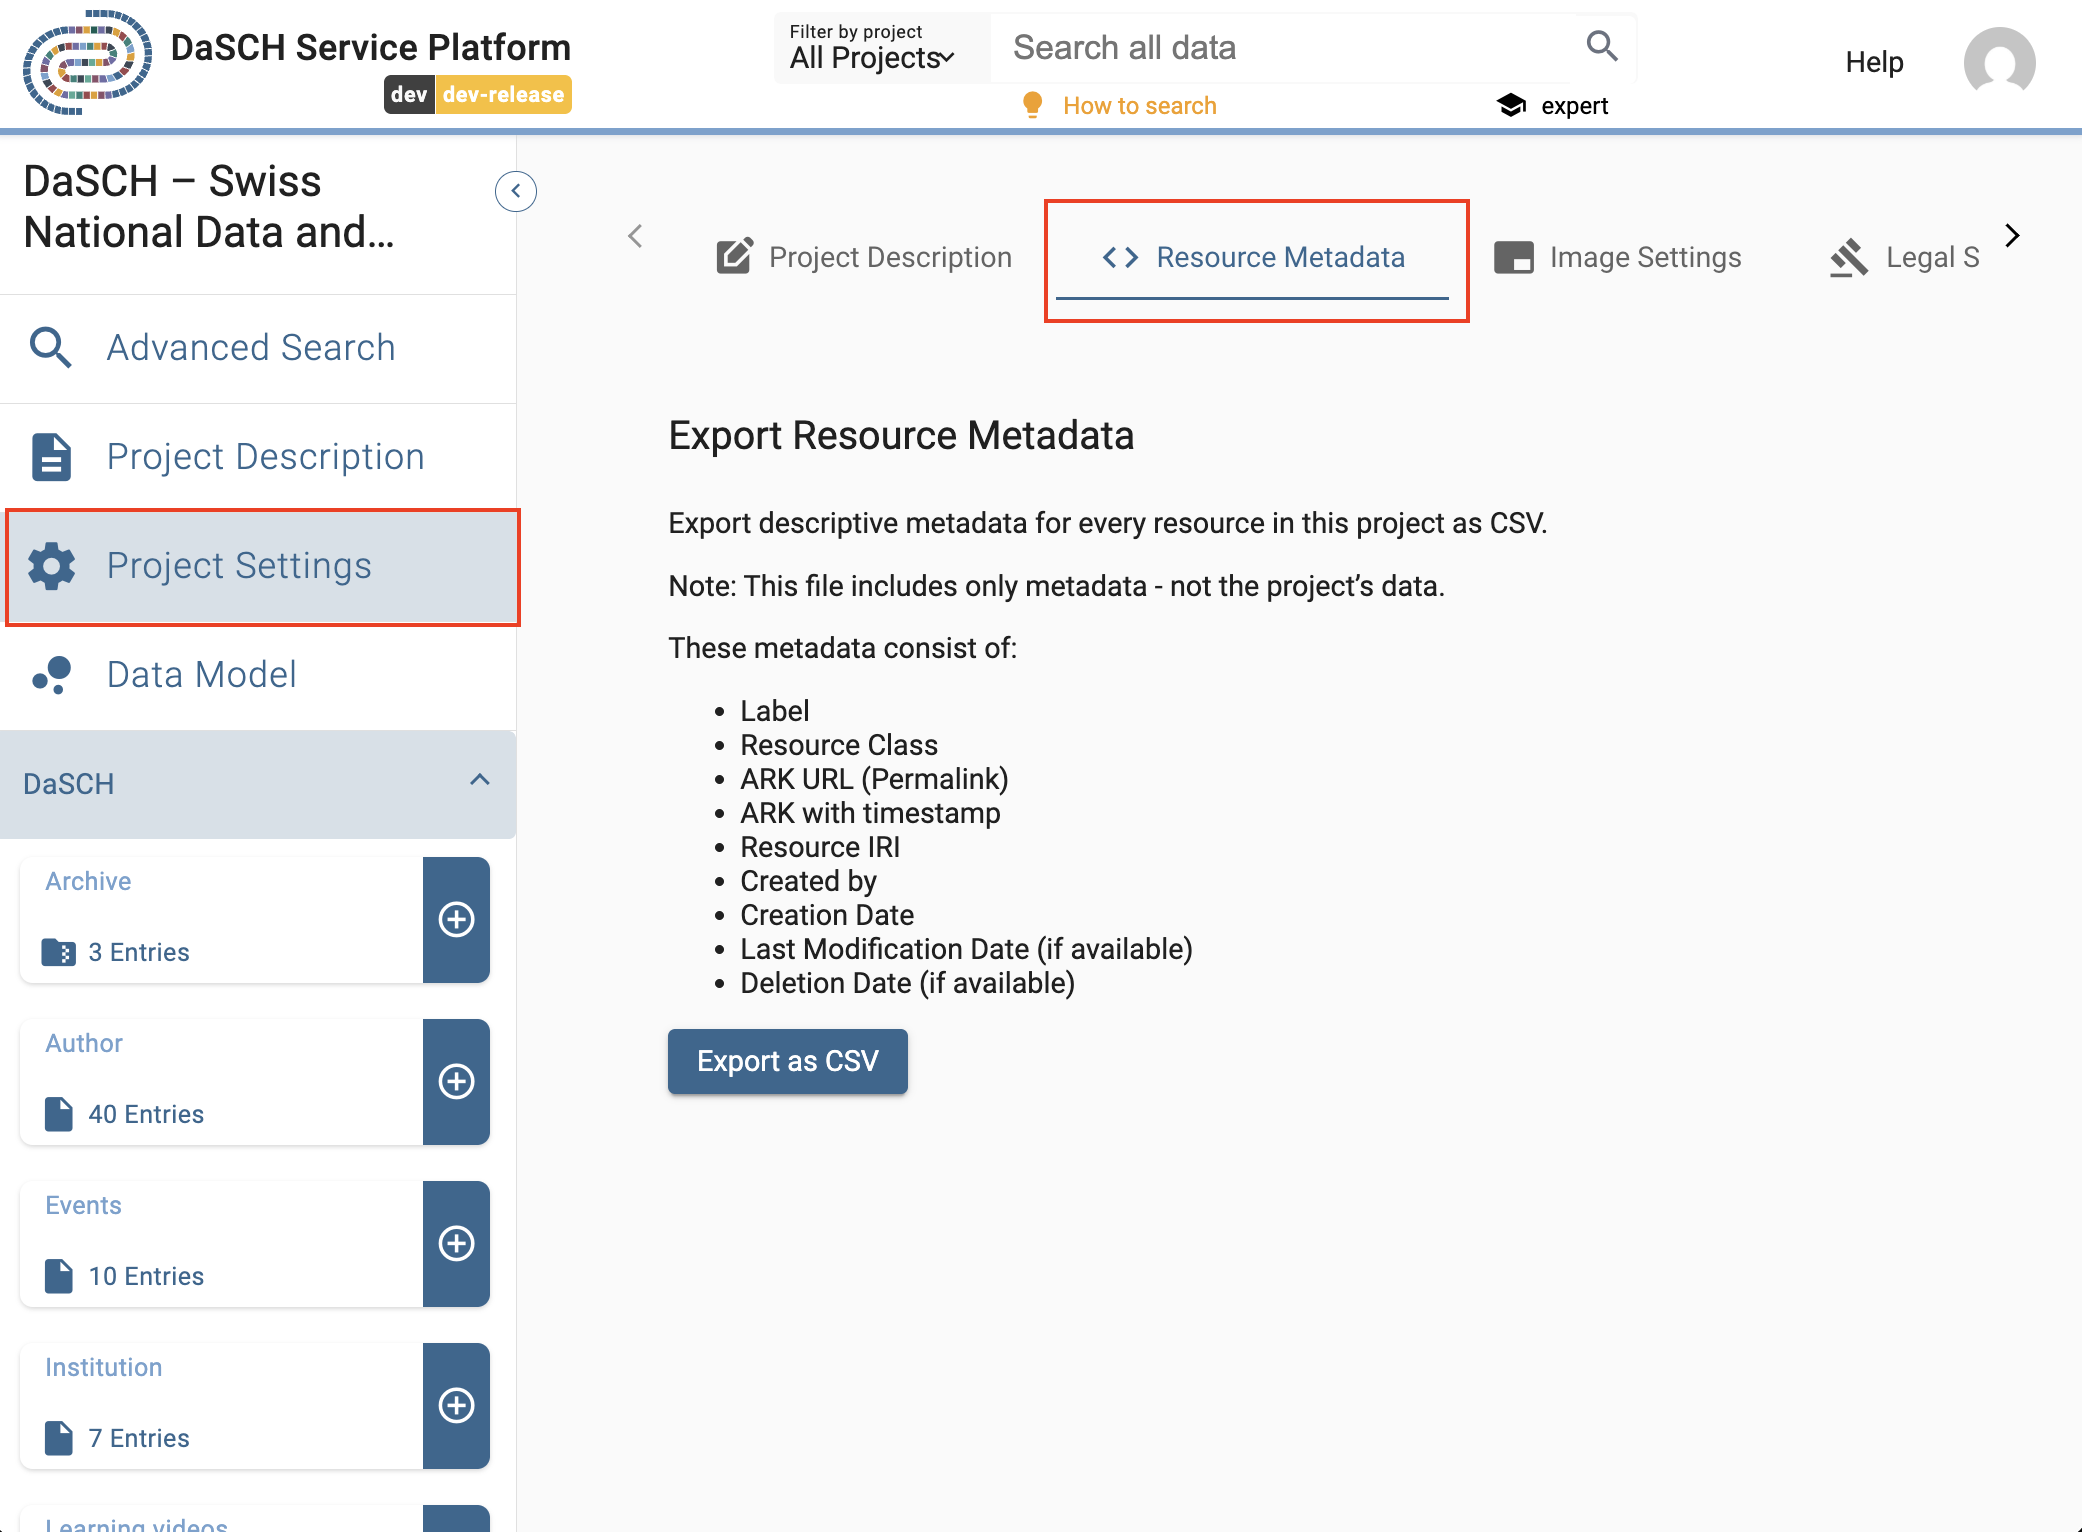 DaSCH Service Platform
dev dev-release
Filter by project
All Projects
Search all data
How to search
expert
Help
DaSCH – Swiss
National Data and...
Advanced Search
Project Description
Project Settings
Data Model
DaSCH
Archive
3 Entries
Author
40 Entries
Events
10 Entries
Institution
7 Entries
Learning videos
Project Description
Resource Metadata
Image Settings
Legal S
Export Resource Metadata
Export descriptive metadata for every resource in this project as CSV.
Note: This file includes only metadata - not the project’s data.
These metadata consist of:
• Label
• Resource Class
• ARK URL (Permalink)
• ARK with timestamp
• Resource IRI
• Created by
• Creation Date
• Last Modification Date (if available)
• Deletion Date (if available)
Export as CSV